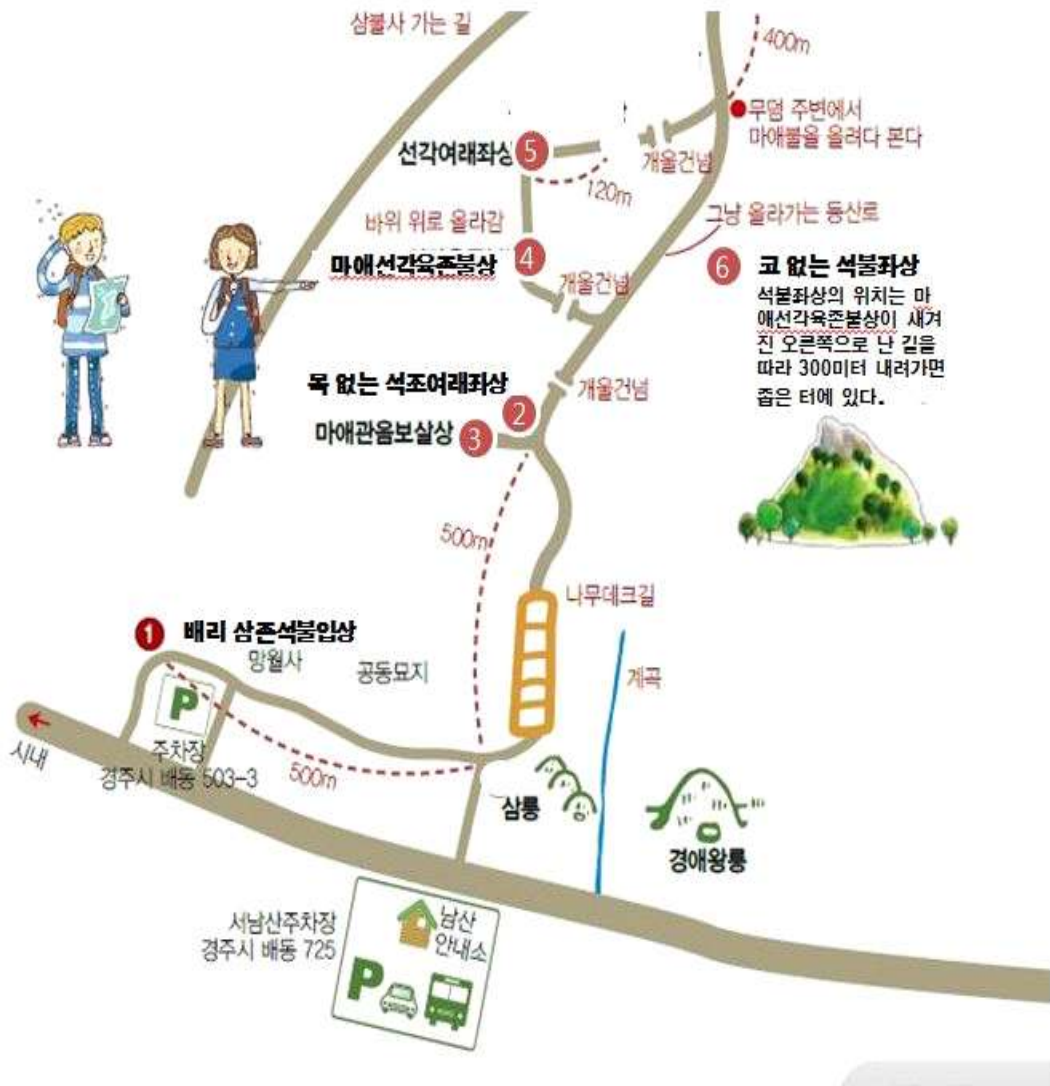 삼불사 가는 길
400m
무덤 주변에서
마애불을 올려다 본다
선각여래좌상
5
개울건넘
120m
바위 위로 올라감
그냥 올라가는 등산로
마애선각육존불상
4
개울건넘
6
코 없는 석불좌상
석불좌상의 위치는 마
애선각육존불상이 새겨
진 오른쪽으로 난 길을
따라 300미터 내려가면
좁은 터에 있다.
목 없는 석조여래좌상
2
개울건넘
마애관음보살상
3
500m
나무데크길
1
배리 삼존석불입상
망월사
공동묘지
계곡
P
시내
주차장
경주시 배동 503-3
500m
삼릉
경애왕릉
서남산주차장
경주시 배동 725
남산
안내소
P